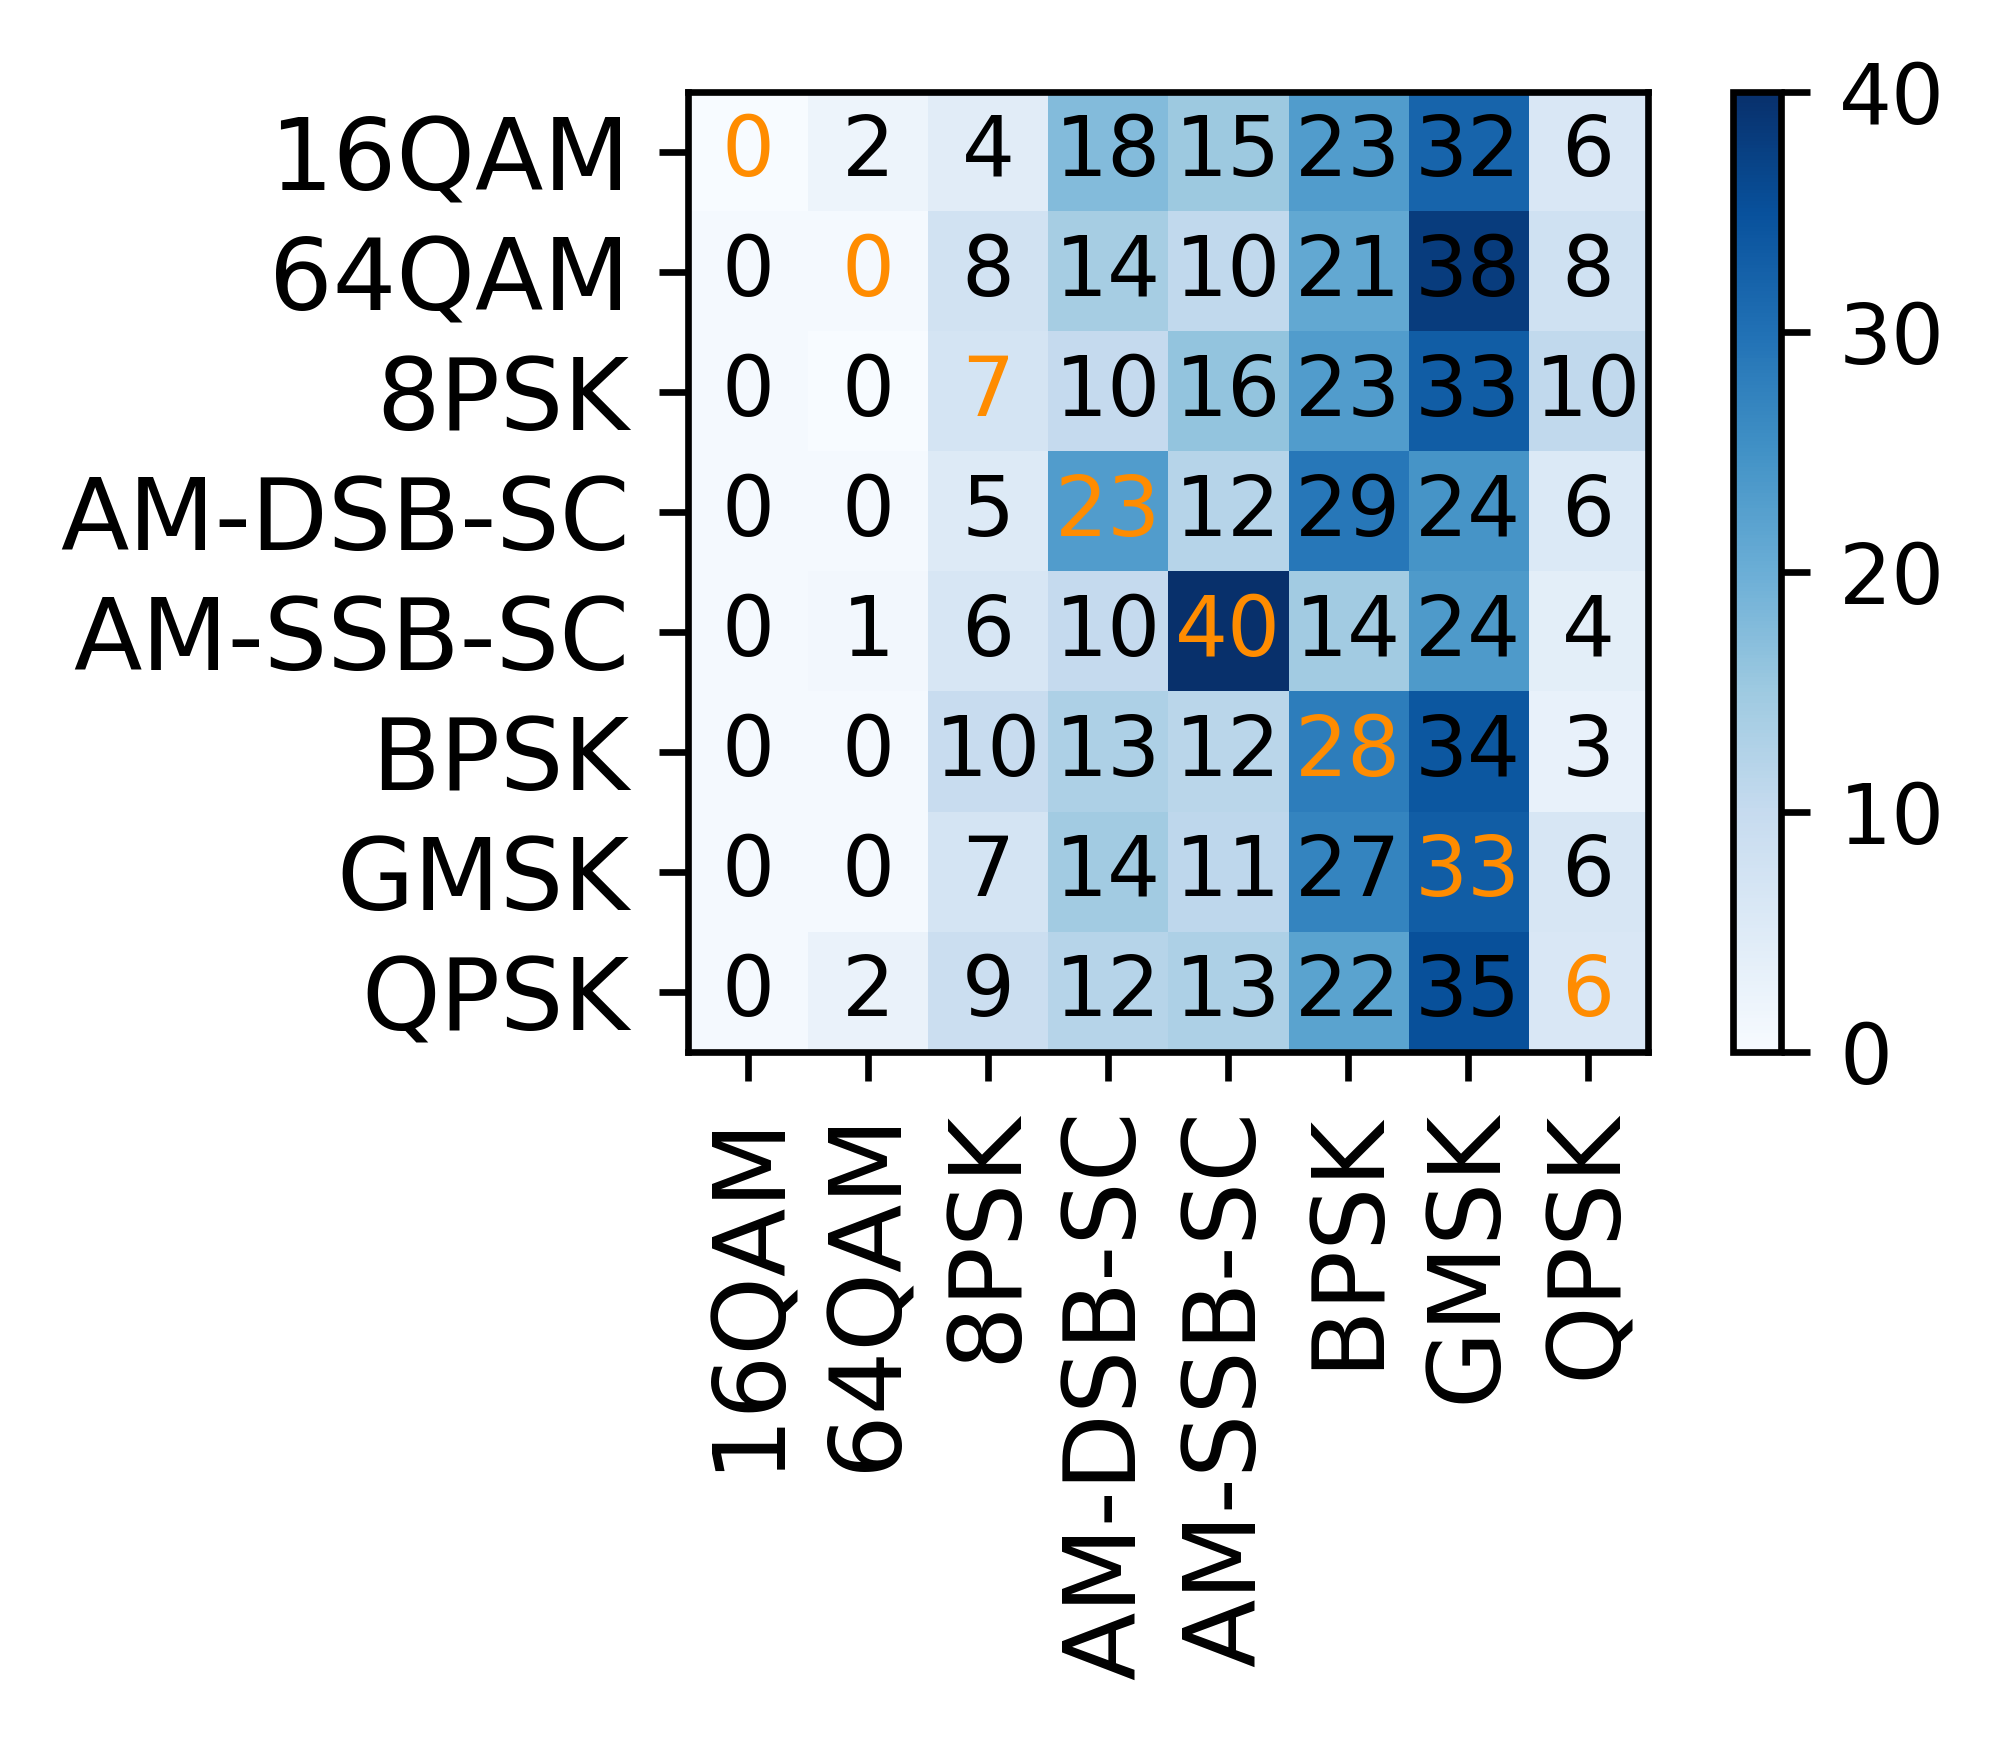 16QAM 0 2 4 18 15 23 32 6
64QAM 0 0 8 14 10 21 38 8
8PSK 0 0 7 10 16 23 33 10
AM-DSB-SC 0 0 5 23 12 29 24 6
AM-SSB-SC 0 1 6 10 40 14 24 4
BPSK 0 0 10 13 12 28 34 3
GMSK 0 0 7 14 11 27 33 6
QPSK 0 2 9 12 13 22 35 6
16QAM
64QAM
8PSK
AM-DSB-SC
AM-SSB-SC
BPSK
GMSK
QPSK
40
30
20
10
0